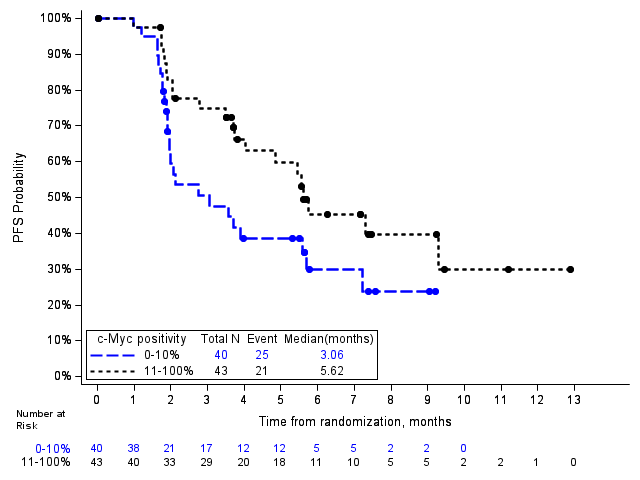 100%
90%
80%
70%
60%
50%
40%
30%
20%
10%
0%
PFS Probability
c-Myc positivity Total N Event Median(months)
0-10% 40 25 3.06
11-100% 43 21 5.62
0 1 2 3 4 5 6 7 8 9 10 11 12 13
Time from randomization, months
Number at
Risk
0-10% 40 38 21 17 12 12 5 5 2 2 0
11-100% 43 40 33 29 20 18 11 10 5 5 2 2 1 0